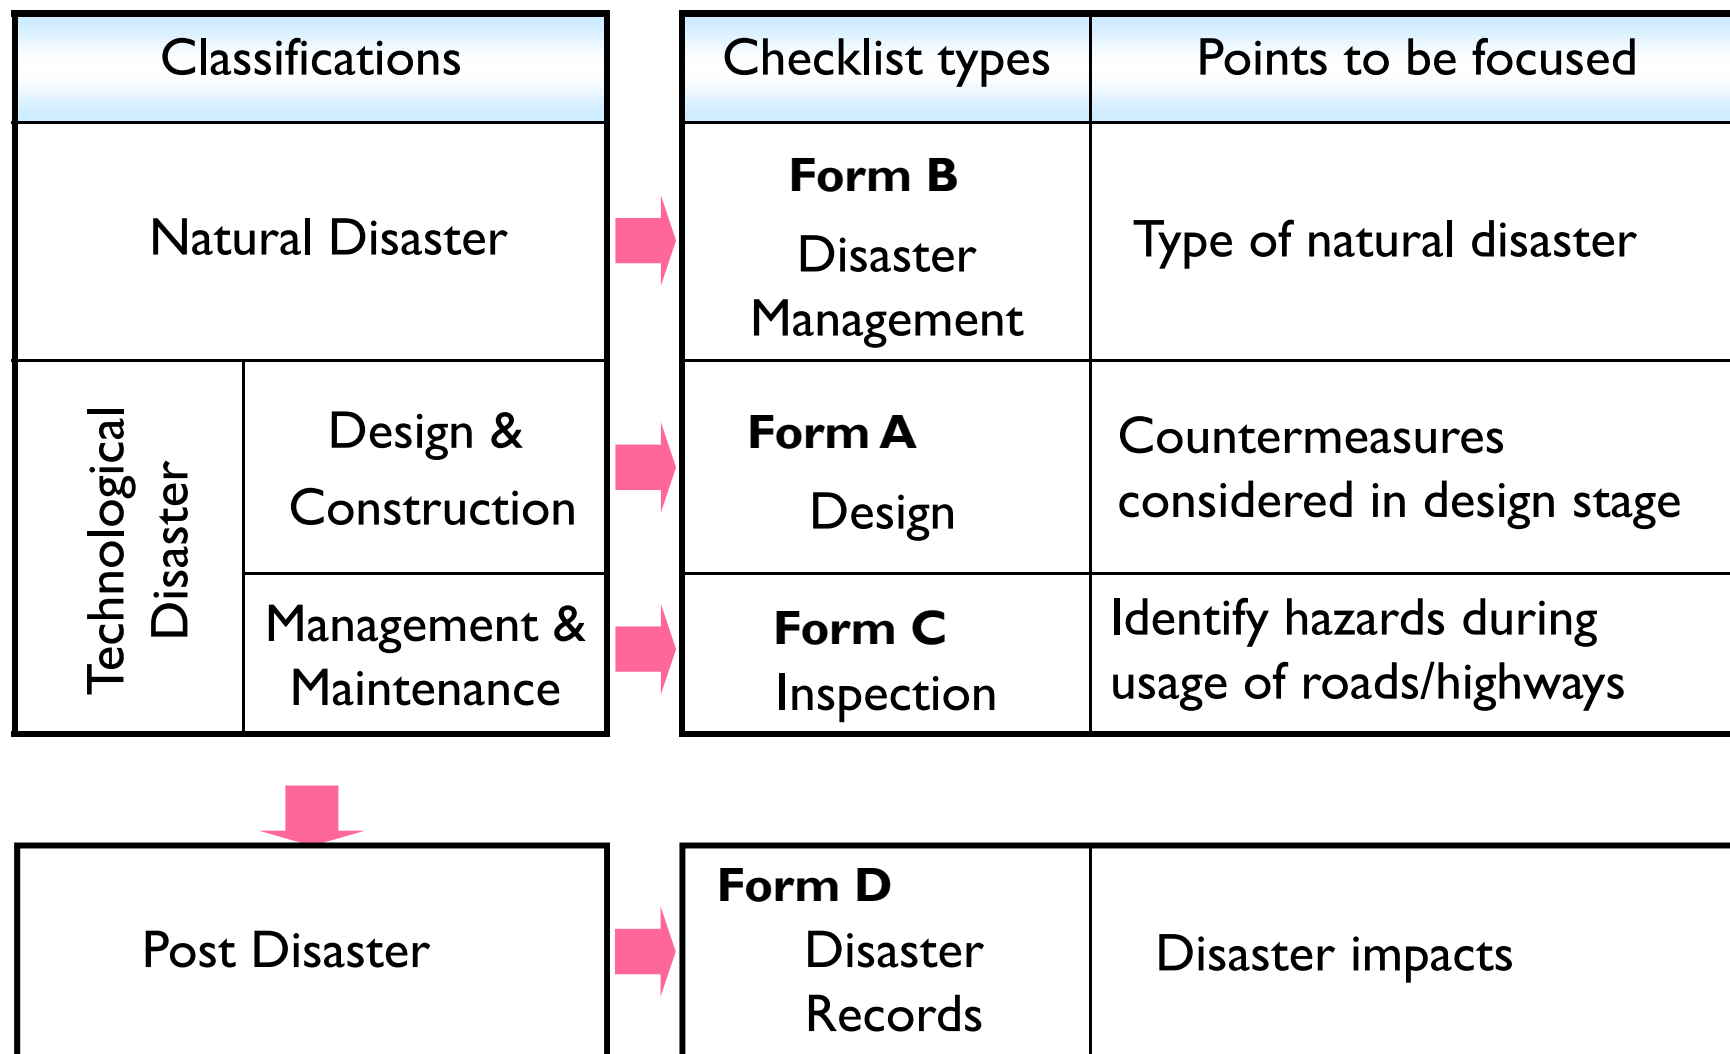 Classifications
Checklist types
Points to be focused
Natural Disaster
Form B
Disaster
Management
Type of natural disaster
Technological
Disaster
Design &
Construction
Form A
Design
Countermeasures
considered in design stage
Management &
Maintenance
Form C
Inspection
Identify hazards during
usage of roads/highways
Post Disaster
Form D
Disaster
Records
Disaster impacts